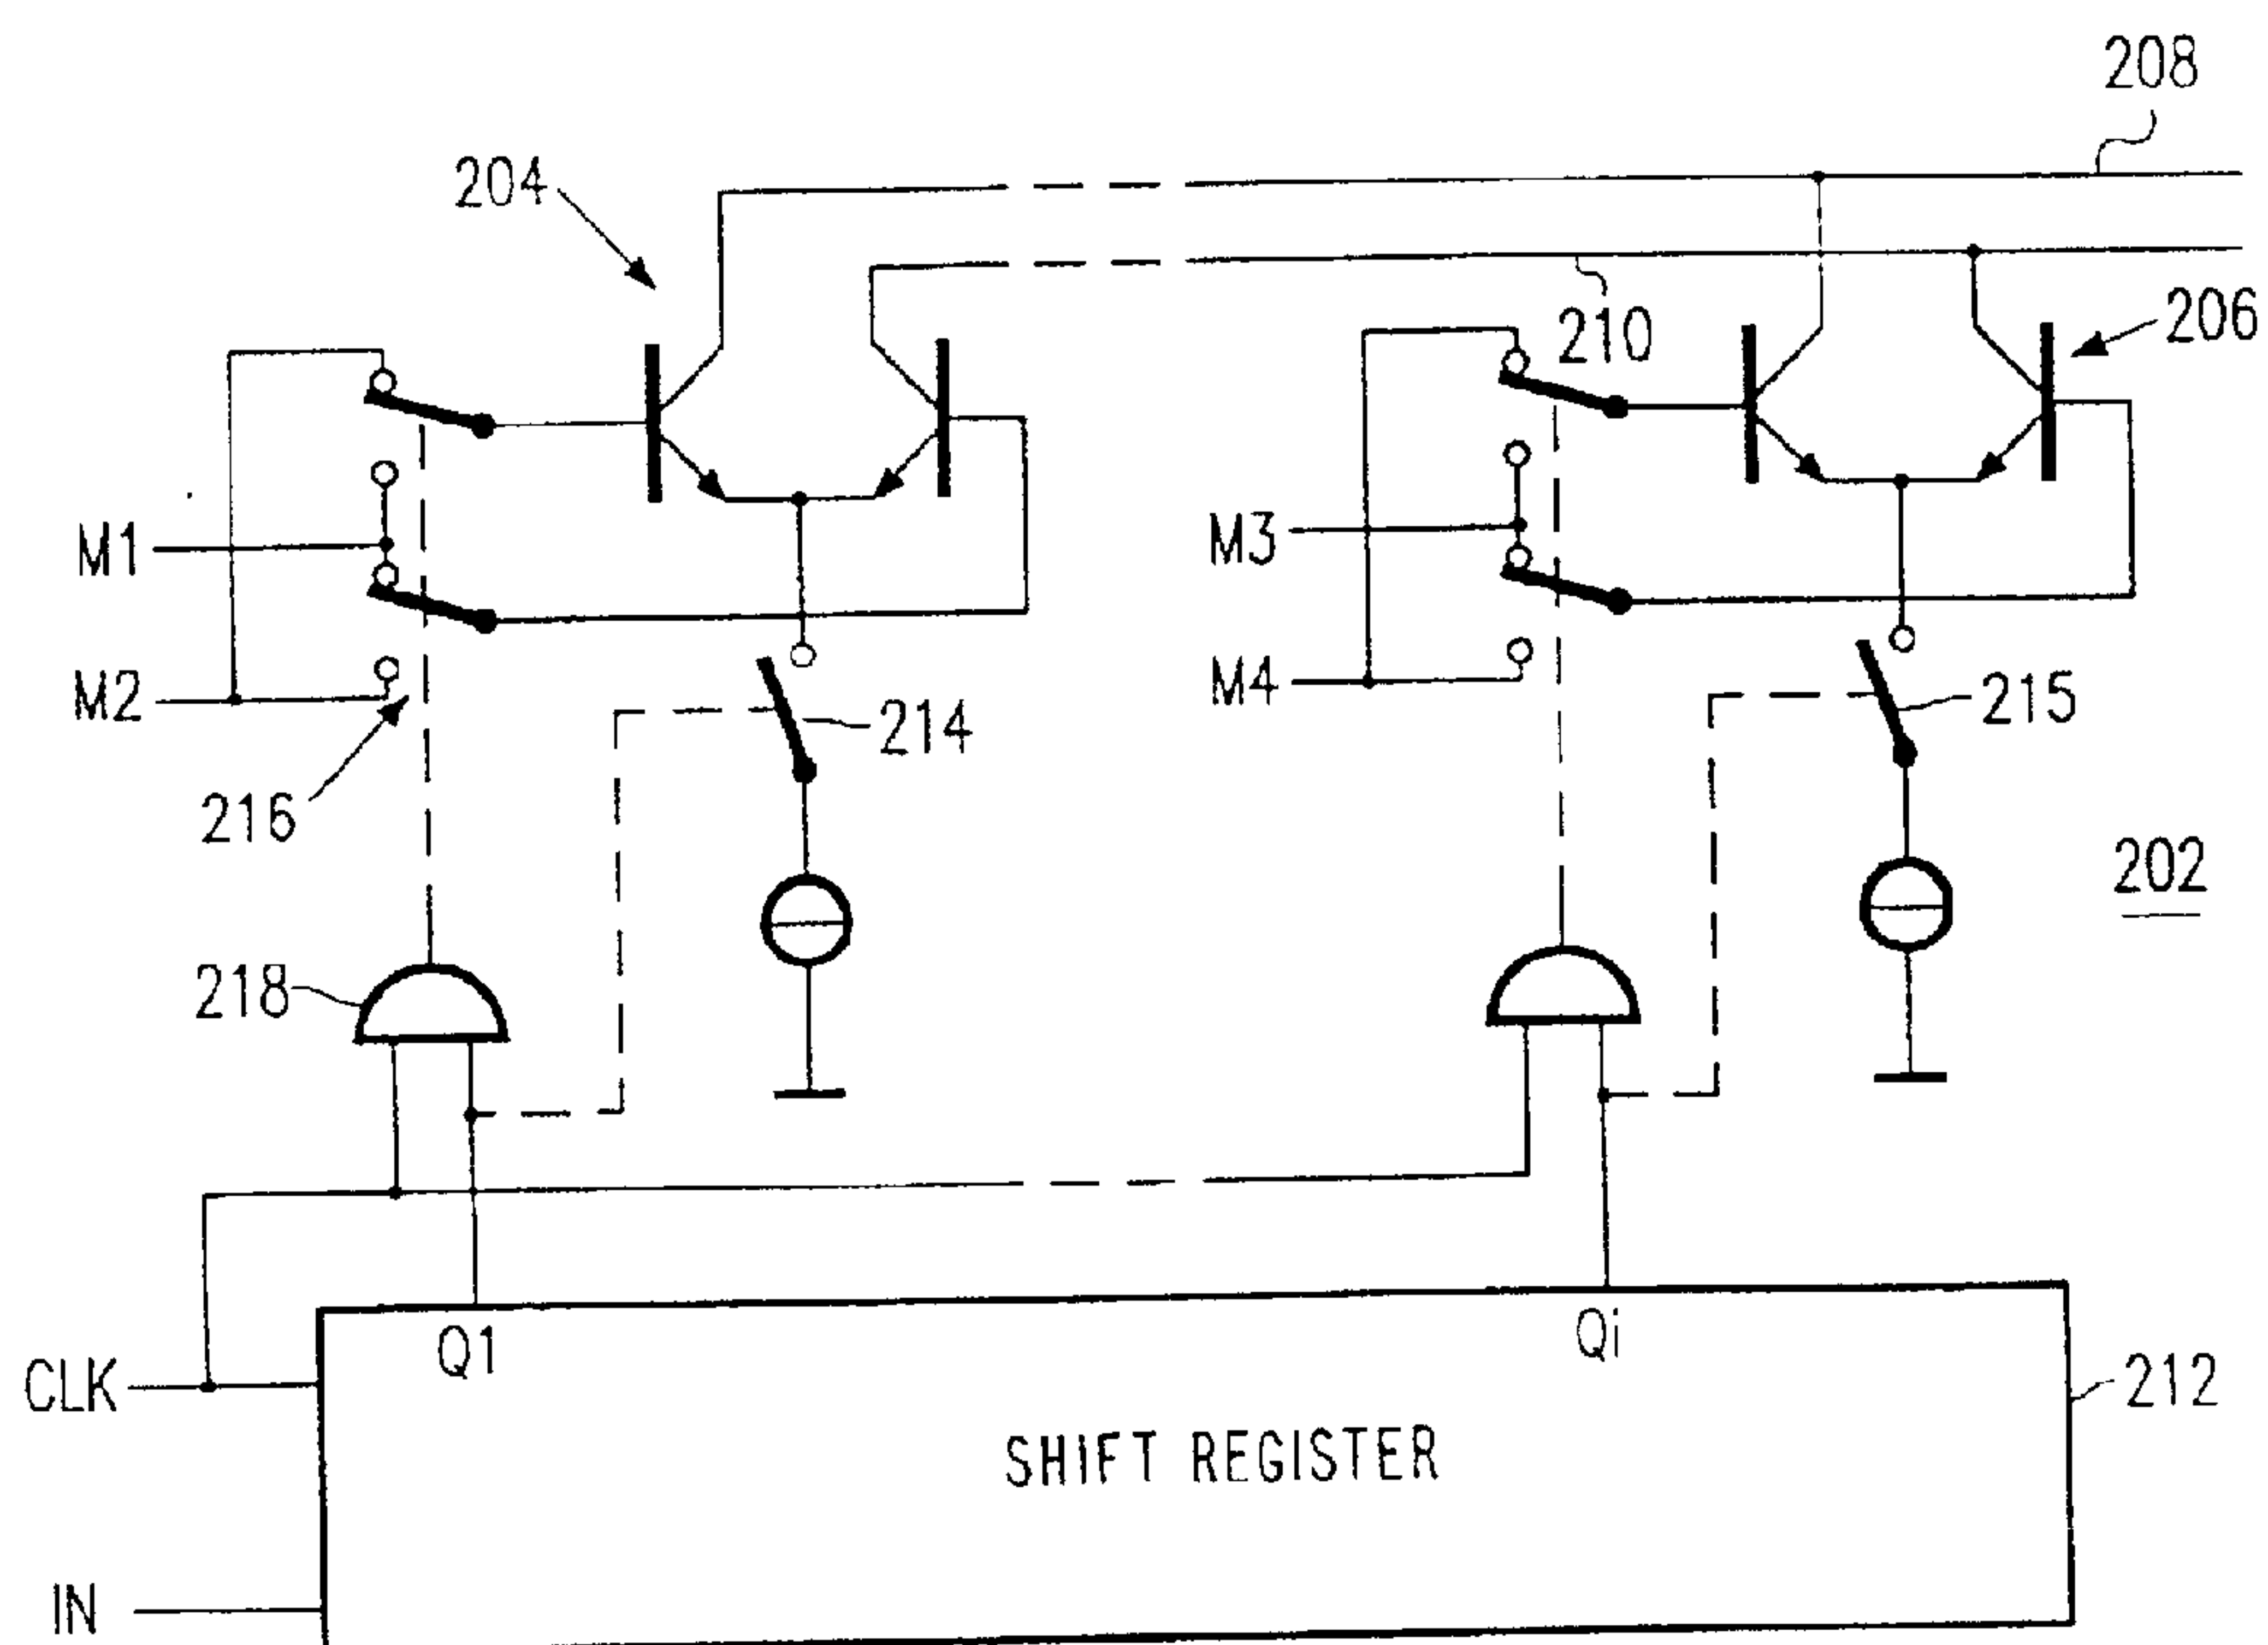 208
204
206
210
M1
M3
M2
M4
214
215
216
202
218
Q1
Qi
CLK
212
SHIFT REGISTER
IN